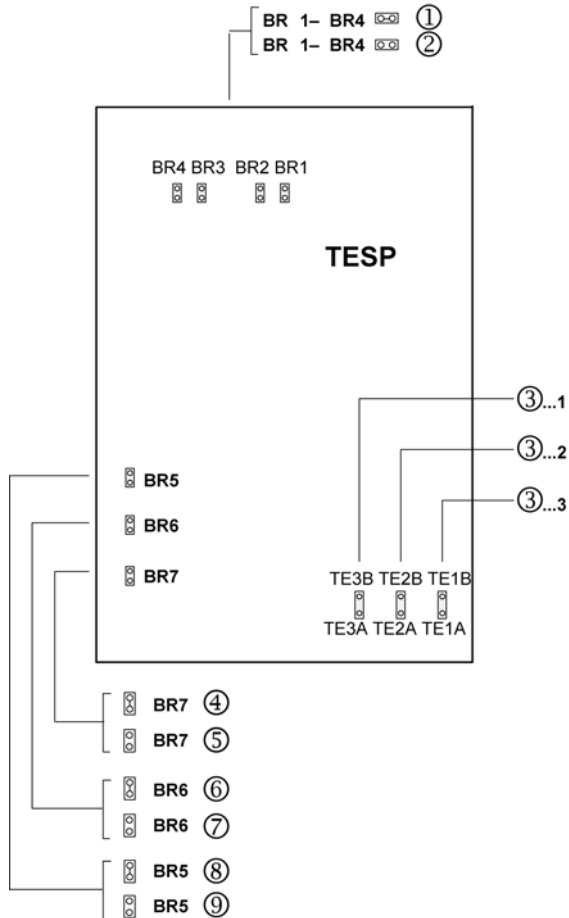 BR 1– BR4 ①
BR 1– BR4 ②
BR4 BR3 BR2 BR1
TESP
③...1
③...2
BR5
③...3
BR6
BR7
TE3B TE2B TE1B
TE3A TE2A TE1A
BR7 ④
BR7 ⑤
BR6 ⑥
BR6 ⑦
BR5 ⑧
BR5 ⑨